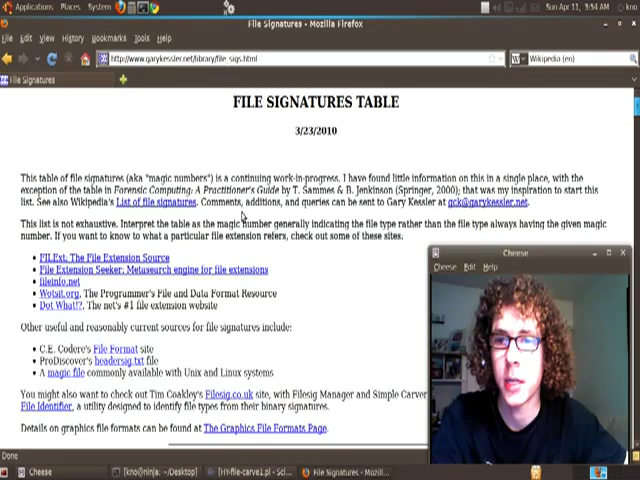 Applications Places System
Sun Apr 11, 3:54 AM kno
File Signatures - Mozilla Firefox
File Edit View History Bookmarks Tools Help
http://www.garykessler.net/library/file_sigs.html
Wikipedia (en)
File Signatures
FILE SIGNATURES TABLE
3/23/2010
This table of file signatures (aka "magic numbers") is a continuing work-in-progress. I have found little information on this in a single place, with the
exception of the table in Forensic Computing: A Practitioner's Guide by T. Sammes & B. Jenkinson (Springer, 2000); that was my inspiration to start this
list. See also Wikipedia's List of file signatures. Comments, additions, and queries can be sent to Gary Kessler at gck@garykessler.net.
This list is not exhaustive. Interpret the table as the magic number generally indicating the file type rather than the file type always having the given magic
number. If you want to know to what a particular file extension refers, check out some of these sites:
FILExt: The File Extension Source
File Extension Seeker: Metasearch engine for file extensions
fileinfo.net
Wotsit.org, The Programmer's File and Data Format Resource
Dot What!?, The net's #1 file extension website
Other useful and reasonably current sources for file signatures include:
C.E. Codere's File Format site
ProDiscover's headersig.txt file
A magic file commonly available with Unix and Linux systems
You might also want to check out Tim Coakley's Filesig.co.uk site, with Filesig Manager and Simple Carver
File Identifier, a utility designed to identify file types from their binary signatures.
Details on graphics file formats can be found at The Graphics File Formats Page.
Cheese
Cheese Edit Help
Done
Cheese
[kno@ninja: ~/Desktop]
[HY-file-carve1.pl - SciT...
File Signatures - Mozill...